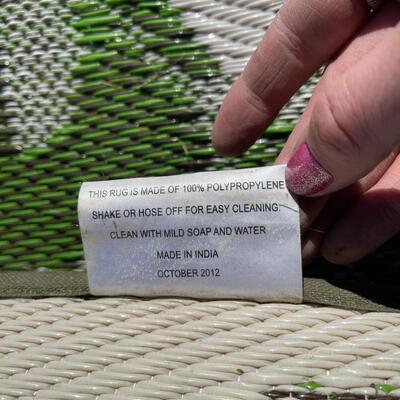 THIS RUG IS MADE OF 100% POLYPROPYLENE
SHAKE OR HOSE OFF FOR EASY CLEANING.
CLEAN WITH MILD SOAP AND WATER
MADE IN INDIA
OCTOBER 2012